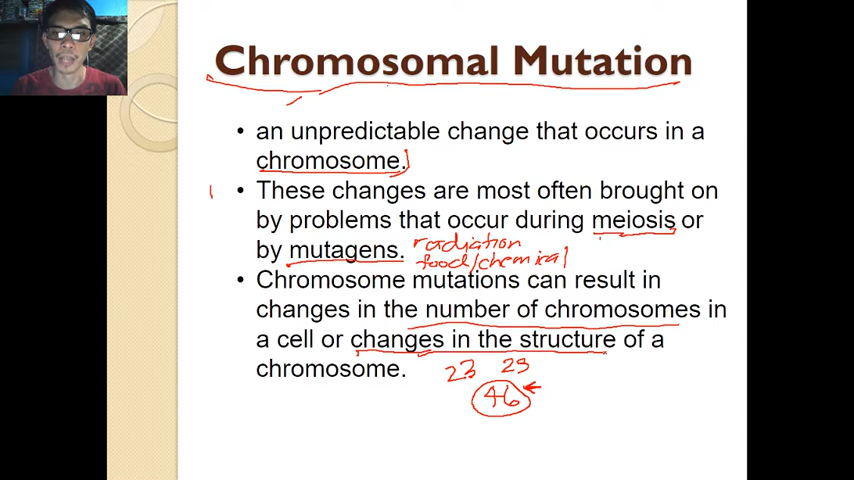 Chromosomal Mutation
• an unpredictable change that occurs in a
chromosome.
• These changes are most often brought on
by problems that occur during meiosis or
by mutagens. radiation
food/chemical
• Chromosome mutations can result in
changes in the number of chromosomes in
a cell or changes in the structure of a
chromosome. 23 23
46